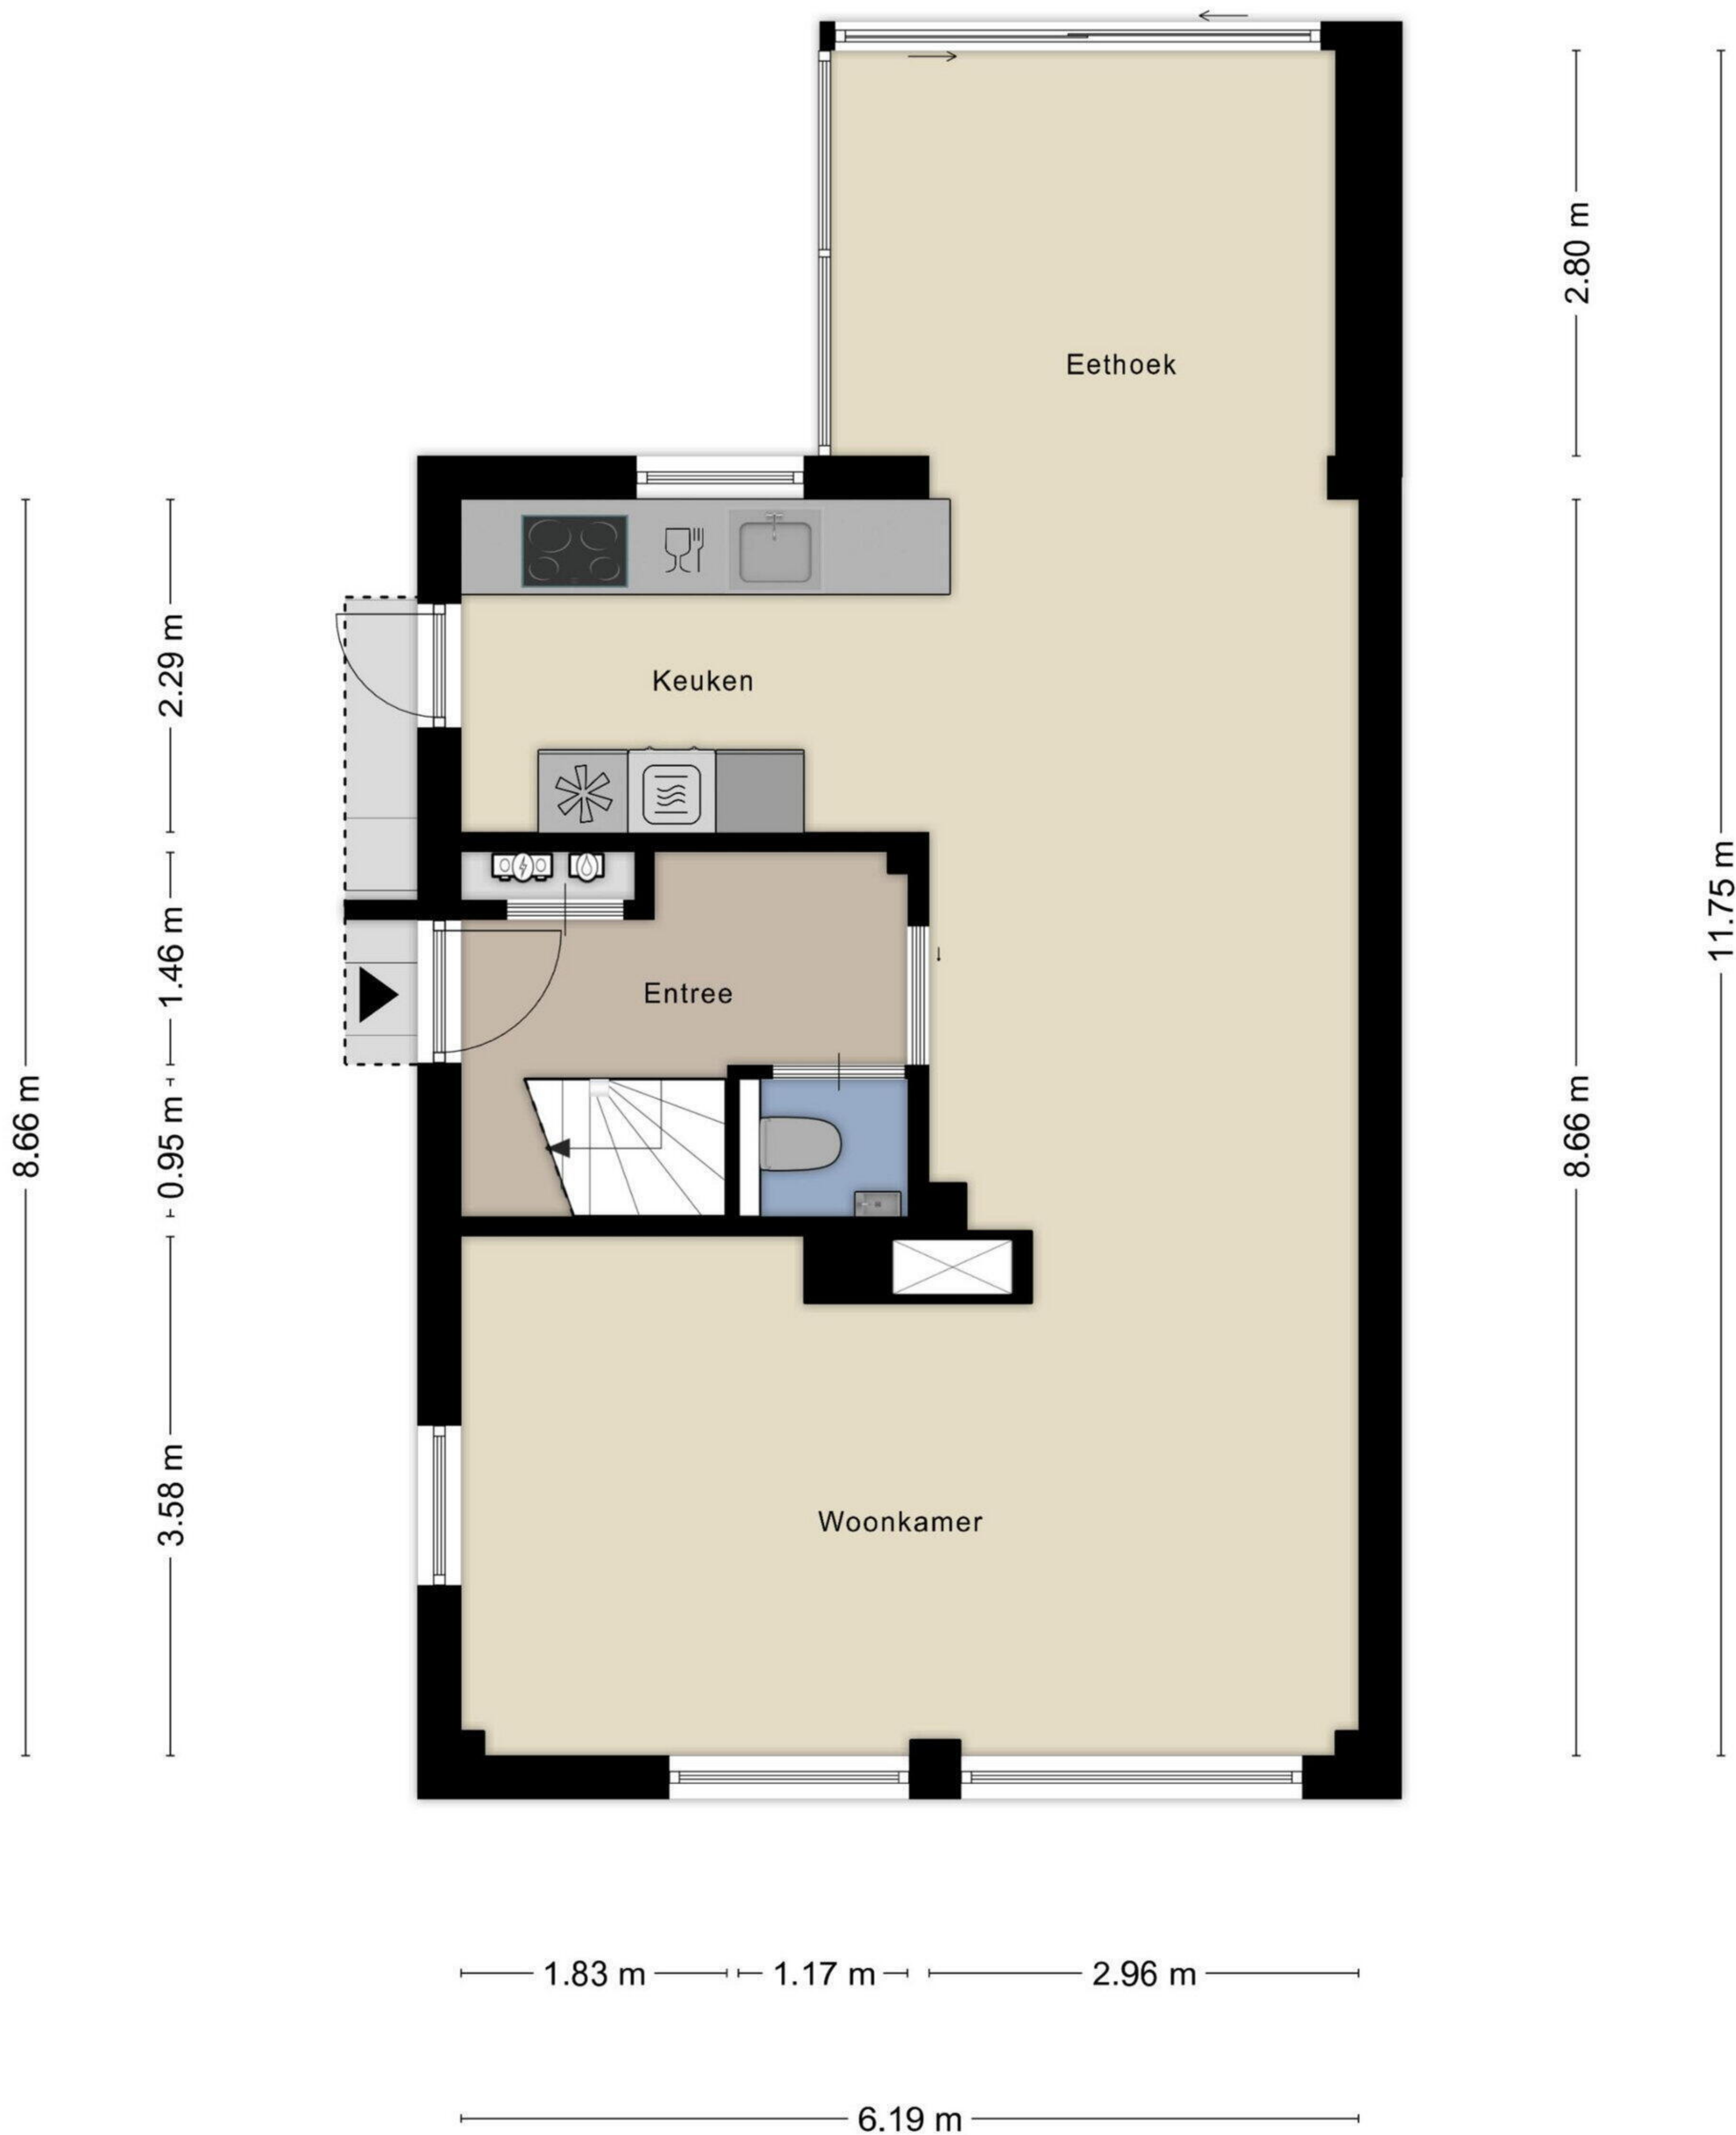 2.80 m
Eethoek
2.29 m
Keuken
11.75 m
1.46 m
Entree
8.66 m
0.95 m
8.66 m
3.58 m
Woonkamer
1.83 m
1.17 m
2.96 m
6.19 m